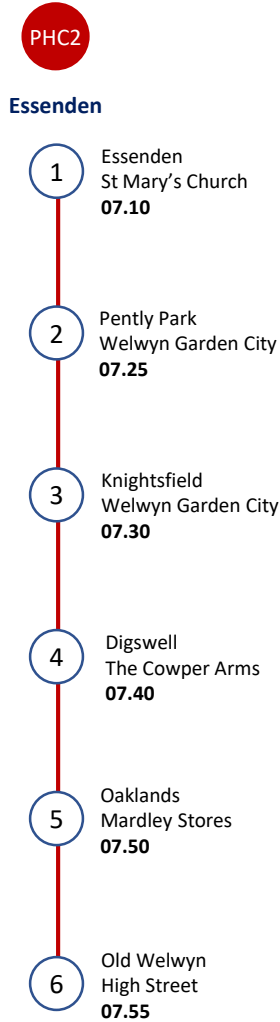 PHC2
Essenden
1
Essenden
St Mary’s Church
07.10
2
Pently Park
Welwyn Garden City
07.25
3
Knightsfield
Welwyn Garden City
07.30
4
Digswell
The Cowper Arms
07.40
5
Oaklands
Mardley Stores
07.50
6
Old Welwyn
High Street
07.55